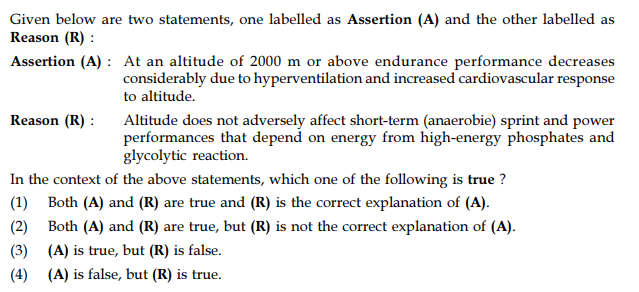 Given below are two statements, one labelled as Assertion (A) and the other labelled as
Reason (R) :
Assertion (A) : At an altitude of 2000 m or above endurance performance decreases
considerably due to hyperventilation and increased cardiovascular response
to altitude.
Reason (R) : Altitude does not adversely affect short-term (anaerobie) sprint and power
performances that depend on energy from high-energy phosphates and
glycolytic reaction.
In the context of the above statements, which one of the following is true ?
(1) Both (A) and (R) are true and (R) is the correct explanation of (A).
(2) Both (A) and (R) are true, but (R) is not the correct explanation of (A).
(3) (A) is true, but (R) is false.
(4) (A) is false, but (R) is true.